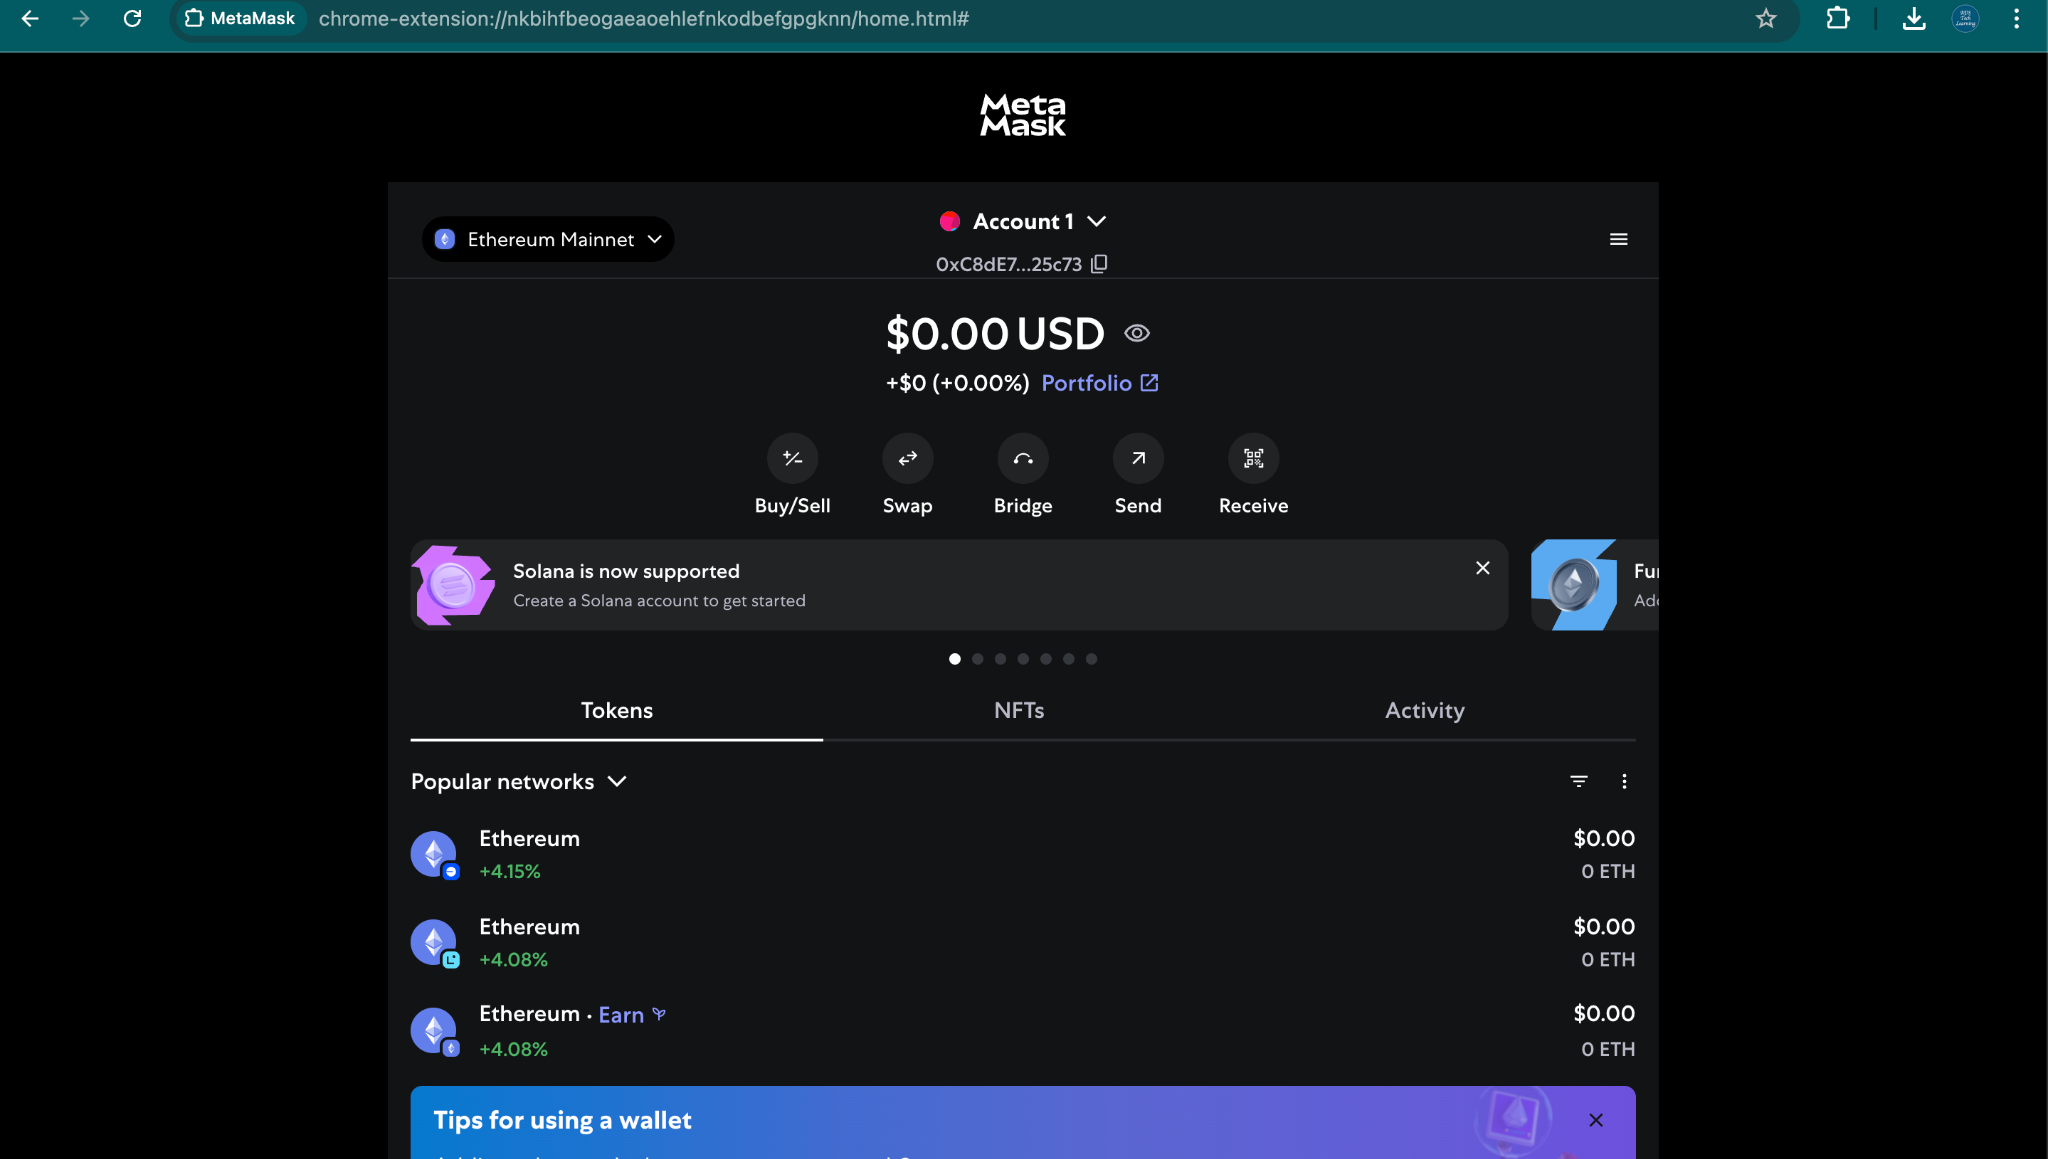 MetaMask
chrome-extension://nkbihfbeogaeaoehlefnkodbefgpgknn/home.html#
Meta
Mask
Ethereum Mainnet
Account 1
0xC8dE7...25c73
$0.00 USD
+$0 (+0.00%) Portfolio
Buy/Sell
Swap
Bridge
Send
Receive
Solana is now supported
Create a Solana account to get started
Tokens
NFTs
Activity
Popular networks
Ethereum
$0.00
+4.15%
0 ETH
Ethereum
$0.00
+4.08%
0 ETH
Ethereum · Earn
$0.00
+4.08%
0 ETH
Tips for using a wallet